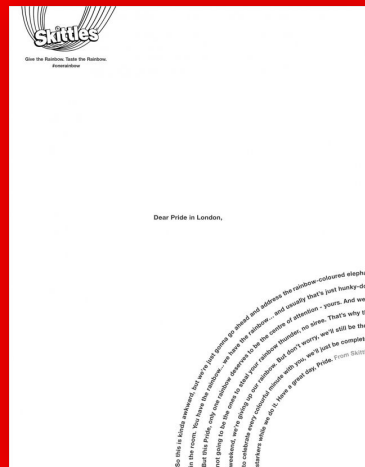 Skittles
Give the Rainbow. Taste the Rainbow.
#onerainbow
Dear Pride in London,
So this is kinda awkward, but we're just gonna go ahead and address the rainbow-coloured eleph
in the room. You have the rainbow... we have the rainbow... and usually that's just hunky-do
But this Pride, only one rainbow deserves to be the centre of attention - yours. And we
not going to be the ones to steal your rainbow thunder, no siree. That's why t
weekend, we're giving up our rainbow. But don't worry, we'll still be the
to celebrate every colourful minute with you, we'll just be complet
starkers while we do it. Have a great day, Pride. From Skitt